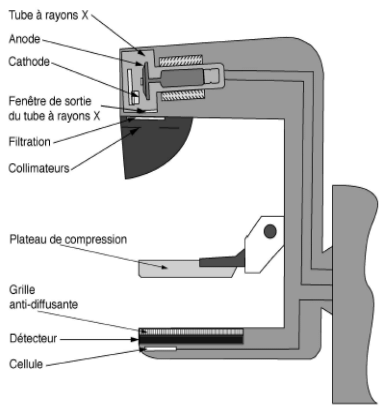 Tube à rayons X
Anode
Cathode
Fenêtre de sortie
du tube à rayons X
Filtration
Collimateurs
Plateau de compression
Grille
anti-diffusante
Détecteur
Cellule